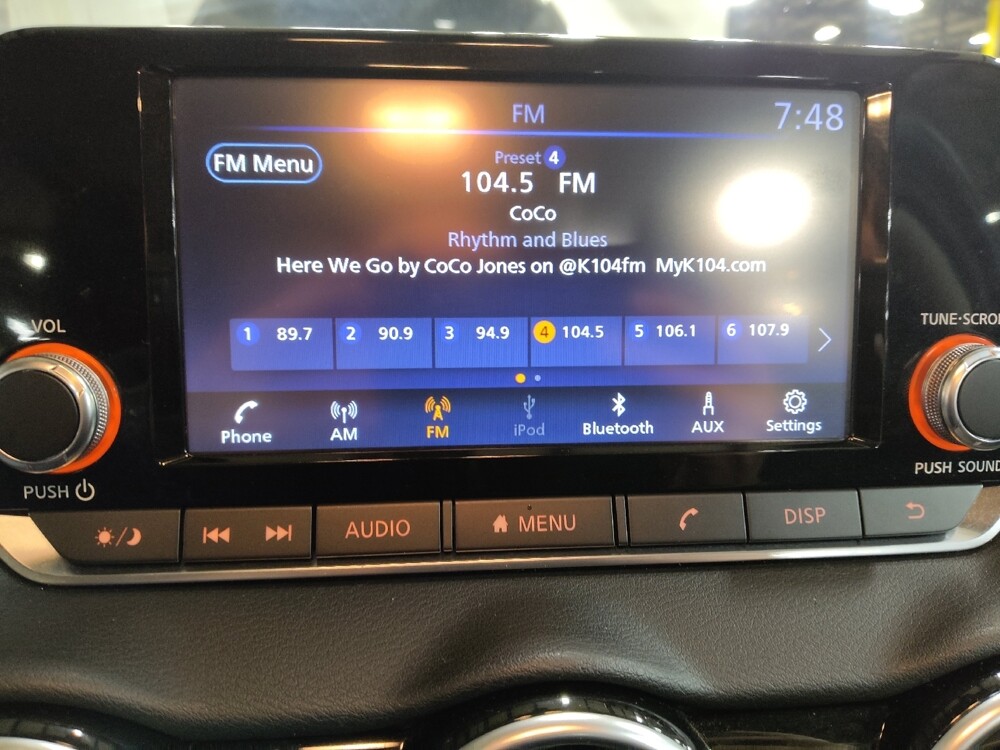 FM
7:48
FM Menu
Preset 4
104.5 FM
CoCo
Rhythm and Blues
Here We Go by CoCo Jones on @K104fm MyK104.com
1 89.7 2 90.9 3 94.9 4 104.5 5 106.1 6 107.9
Phone AM FM iPod Bluetooth AUX Settings
VOL
PUSH
TUNE·SCROL
PUSH SOUND
AUDIO MENU DISP